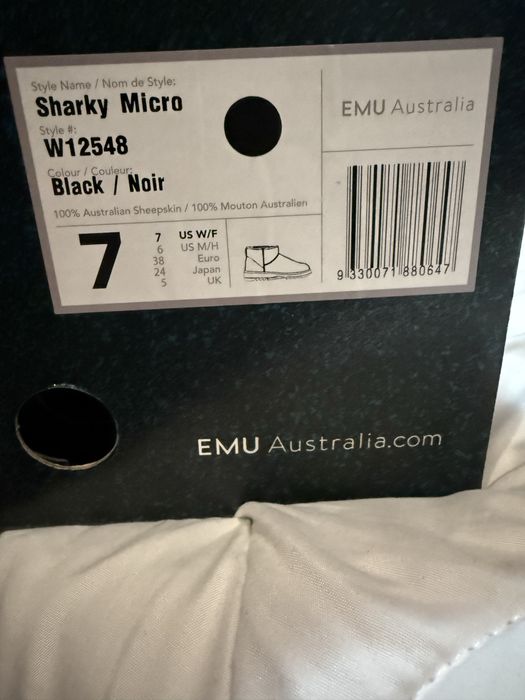 Style Name / Nom de Style:
Sharky Micro
Style #:
W12548
Colour / Couleur:
Black / Noir
100% Australian Sheepskin / 100% Mouton Australien
7
7 US W/F
6 US M/H
38 Euro
24 Japan
5 UK
EMU Australia
9 330071 880647
EMU Australia.com